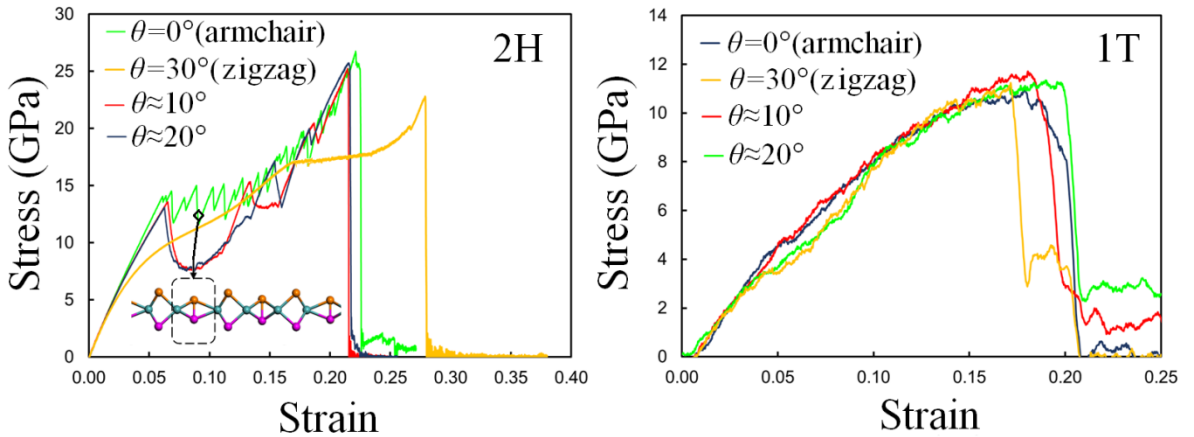 2H
θ=0°(armchair)
θ=30°(zigzag)
θ≈10°
θ≈20°
Stress (GPa)
30
25
20
15
10
5
0
0.00 0.05 0.10 0.15 0.20 0.25 0.30 0.35 0.40
Strain
1T
θ=0°(armchair)
θ=30°(zigzag)
θ≈10°
θ≈20°
Stress (GPa)
14
12
10
8
6
4
2
0
0.00 0.05 0.10 0.15 0.20 0.25
Strain